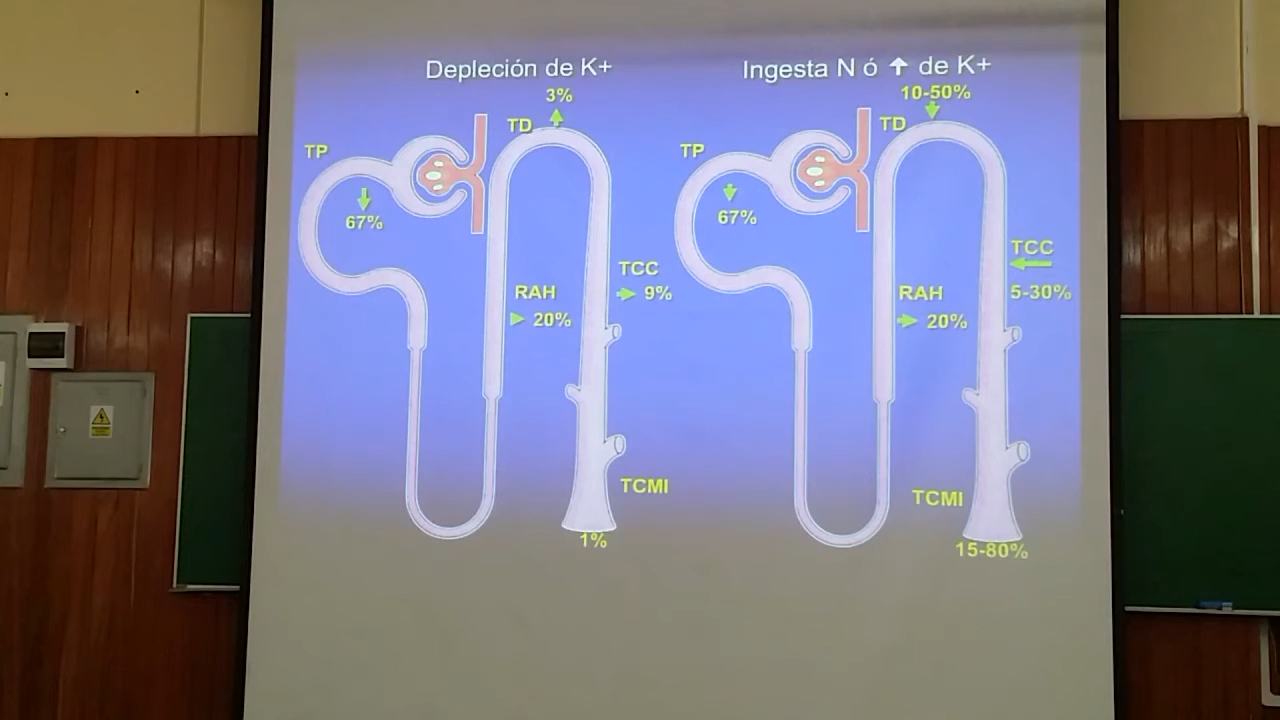 Depleción de K+
3%
TD
TP
67%
TCC
9%
RAH
20%
TCMI
1%
Ingesta N ó ↑ de K+
10-50%
TD
TP
67%
TCC
5-30%
RAH
20%
TCMI
15-80%